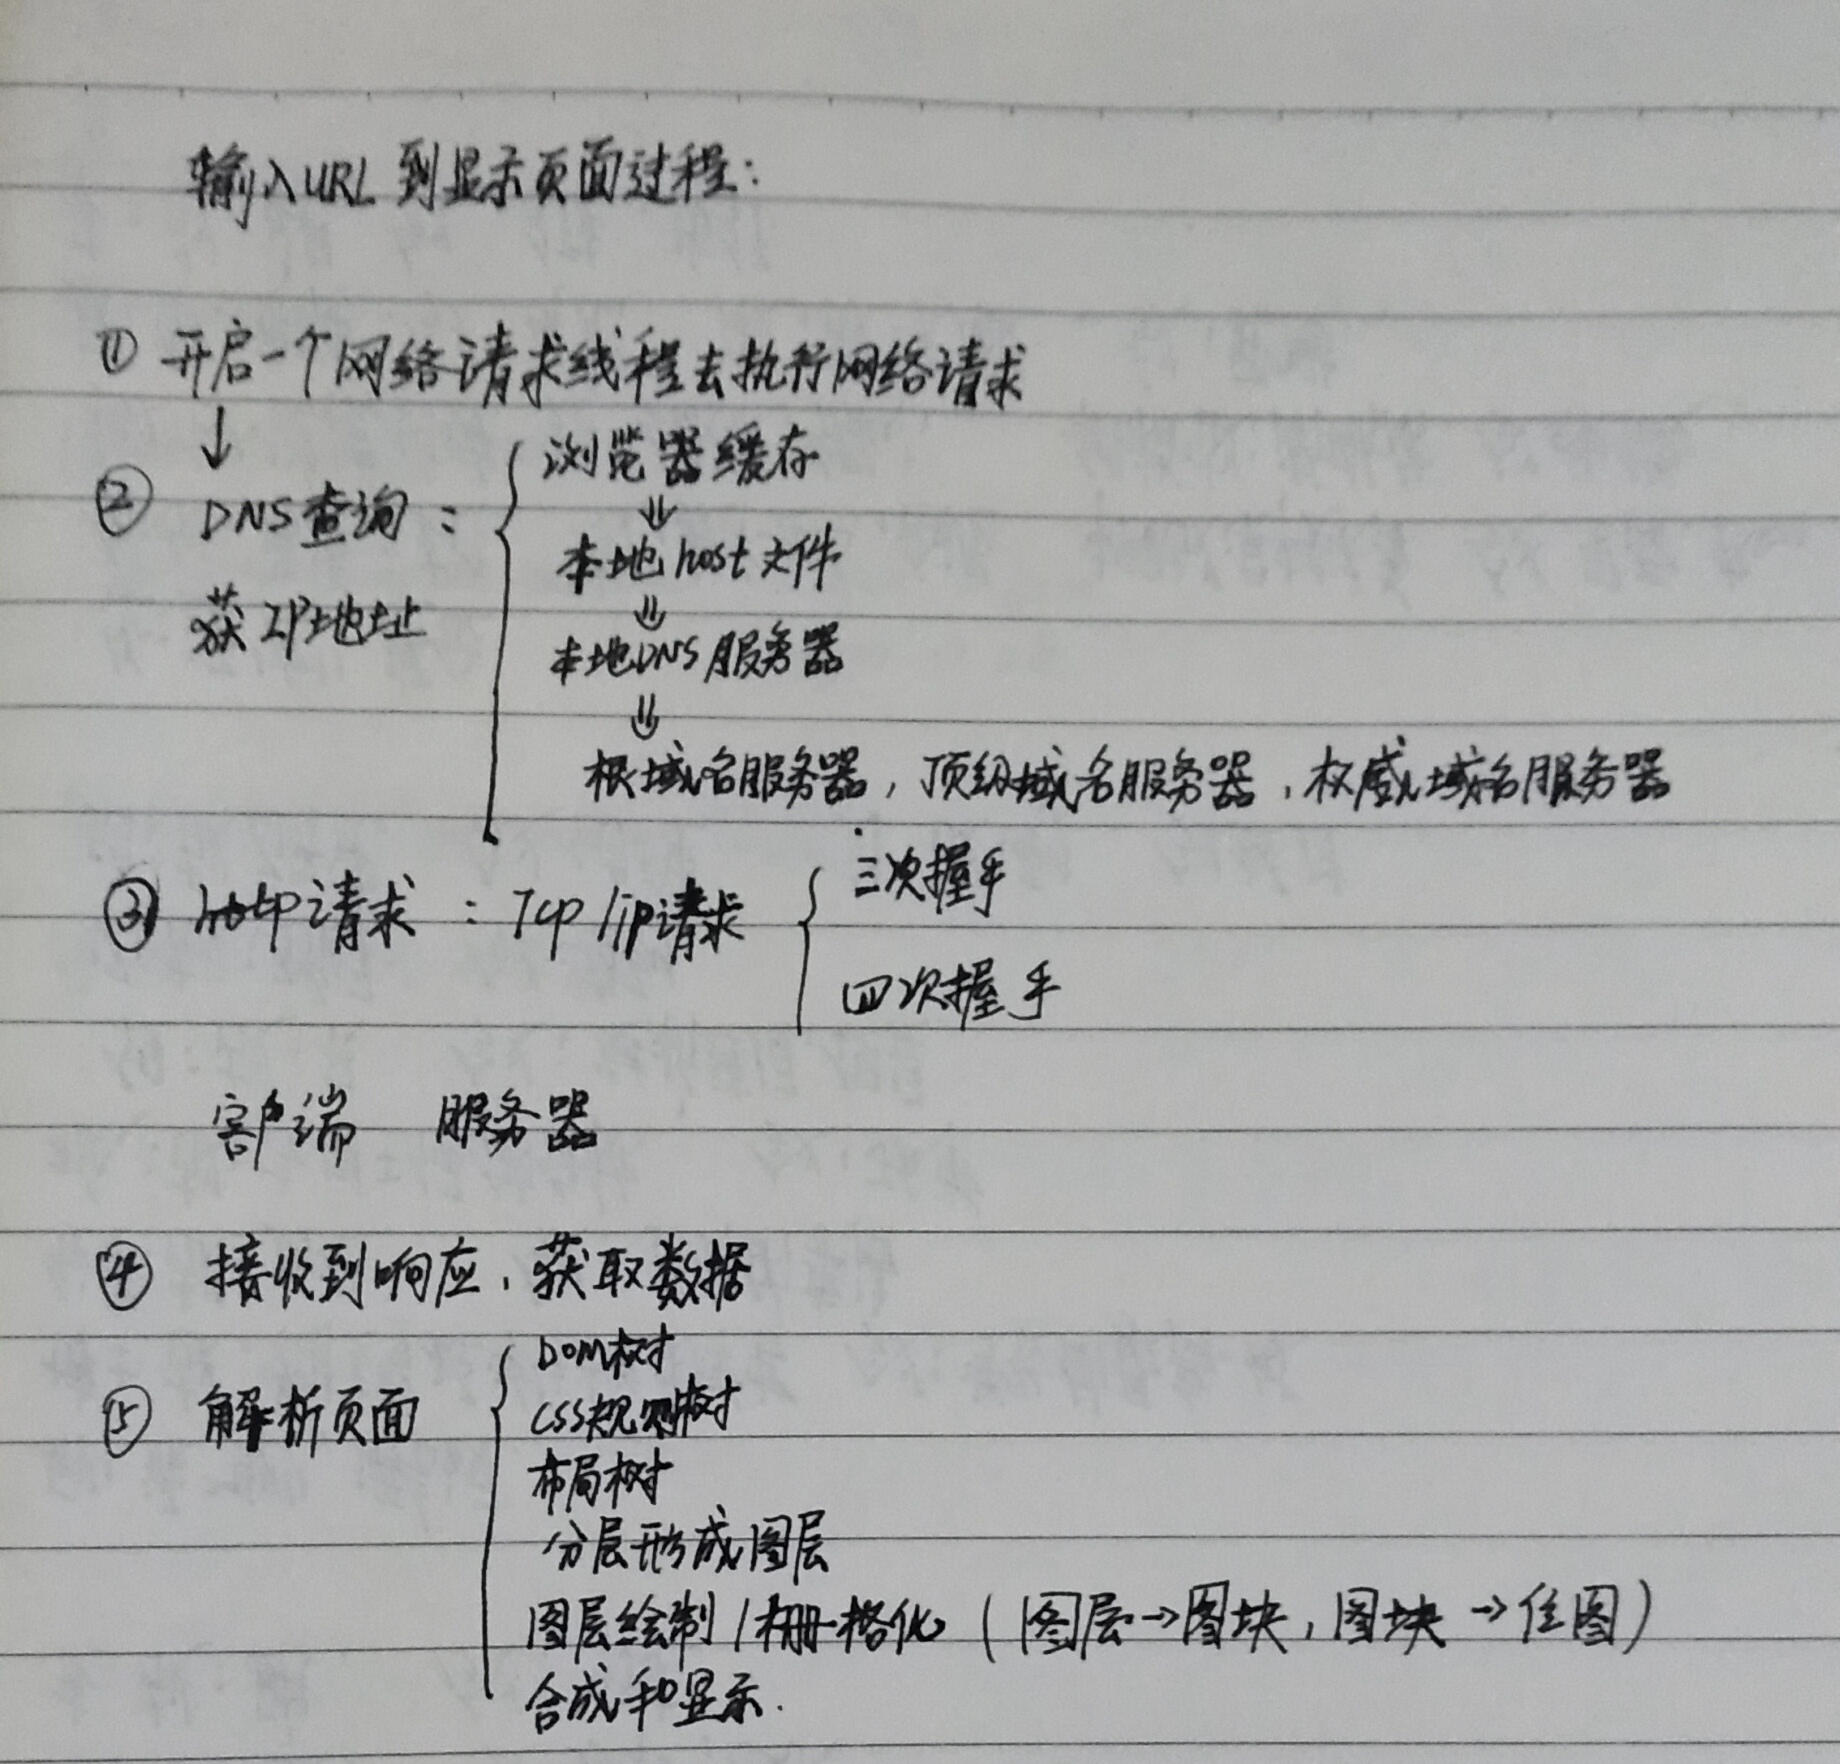 输入URL到显示页面过程:
① 开启一个网络请求线程去执行网络请求
↓
② DNS查询:
获IP地址
浏览器缓存
⇓
本地host文件
⇓
本地DNS服务器
⇓
根域名服务器,顶级域名服务器,权威域名服务器
③ http请求 : Tcp/ip请求
三次握手
四次握手
客户端 服务器
④ 接收到响应,获取数据
⑤ 解析页面
DOM树
CSS规则树
布局树
分层形成图层
图层绘制/栅格化(图层→图块,图块→位图)
合成和显示.